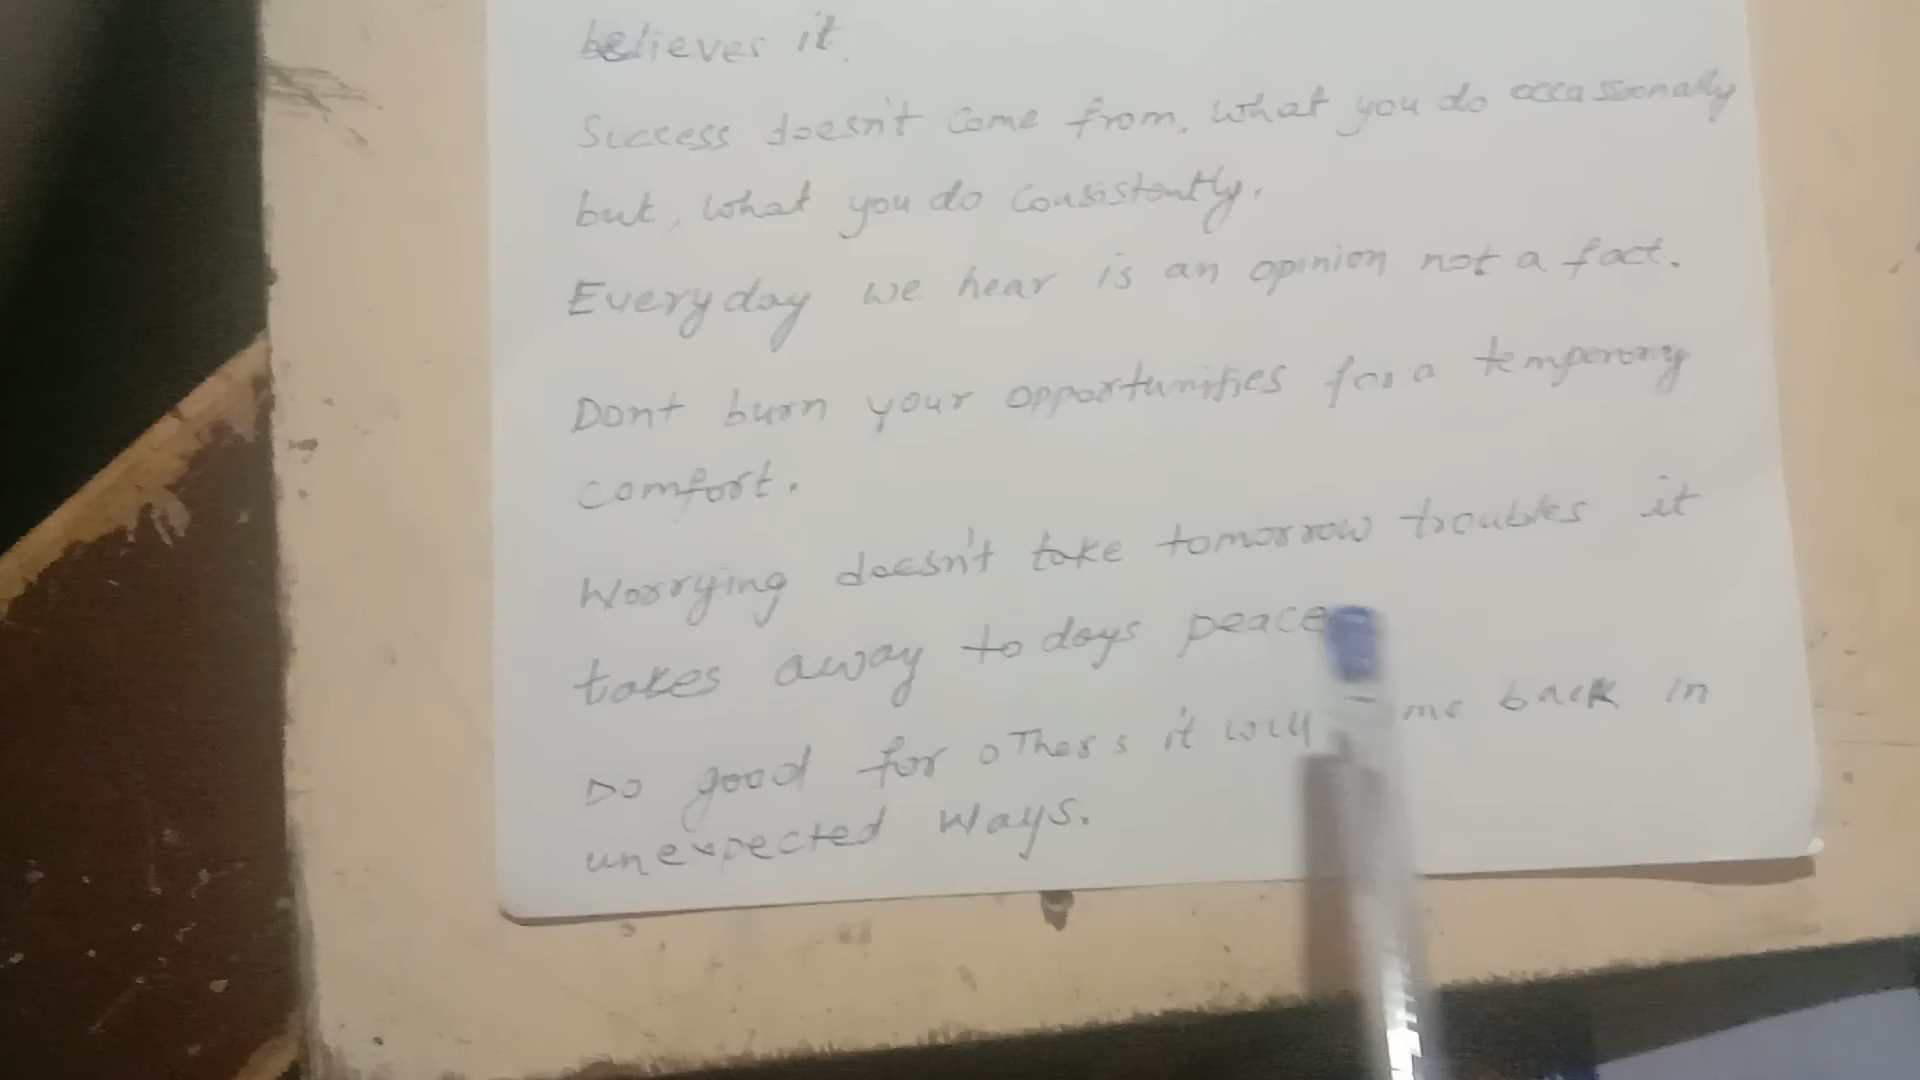 believes it.
Success doesn't come from, what you do occassionally
but, what you do consistantly.
Everyday we hear is an opinion not a fact.
Dont burn your opportunities for a temperory
comfort.
Worrying doesn't take tomorrow troubles it
takes away todays peace
Do good for others it will me back in
unexpected ways.